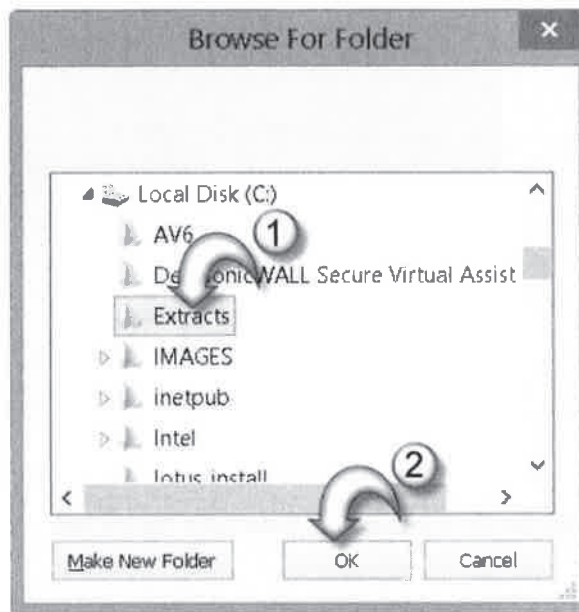 Browse For Folder
Local Disk (C:)
AV6
1
SonicWALL Secure Virtual Assist
Extracts
IMAGES
inetpub
Intel
2
lotus install
Make New Folder
OK
Cancel